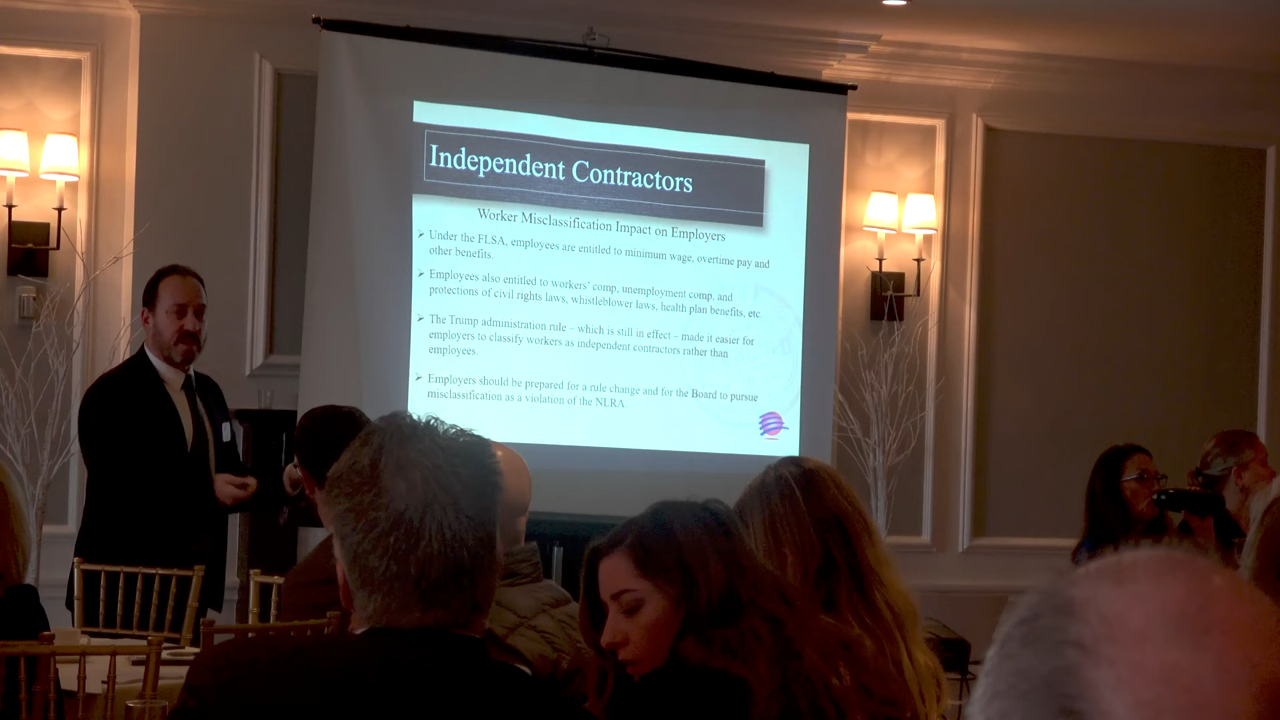 Independent Contractors
Worker Misclassification Impact on Employers
➢ Under the FLSA, employees are entitled to minimum wage, overtime pay and
other benefits.
➢ Employees also entitled to workers' comp, unemployment comp, and
protections of civil rights laws, whistleblower laws, health plan benefits, etc.
➢ The Trump administration rule – which is still in effect – made it easier for
employers to classify workers as independent contractors rather than
employees.
➢ Employers should be prepared for a rule change and for the Board to pursue
misclassification as a violation of the NLRA.